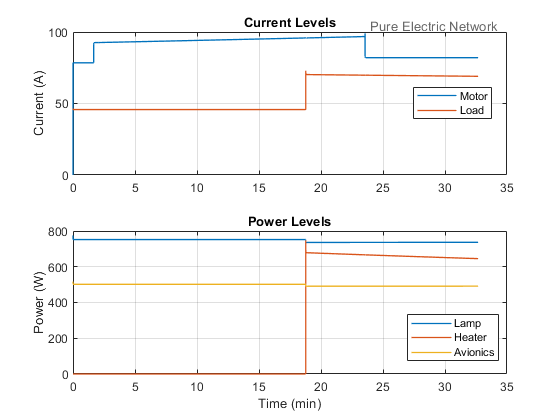 Current Levels
Pure Electric Network
100
50
0
Current (A)
Motor
Load
0 5 10 15 20 25 30 35
Power Levels
800
600
400
200
0
Power (W)
Lamp
Heater
Avionics
0 5 10 15 20 25 30 35
Time (min)